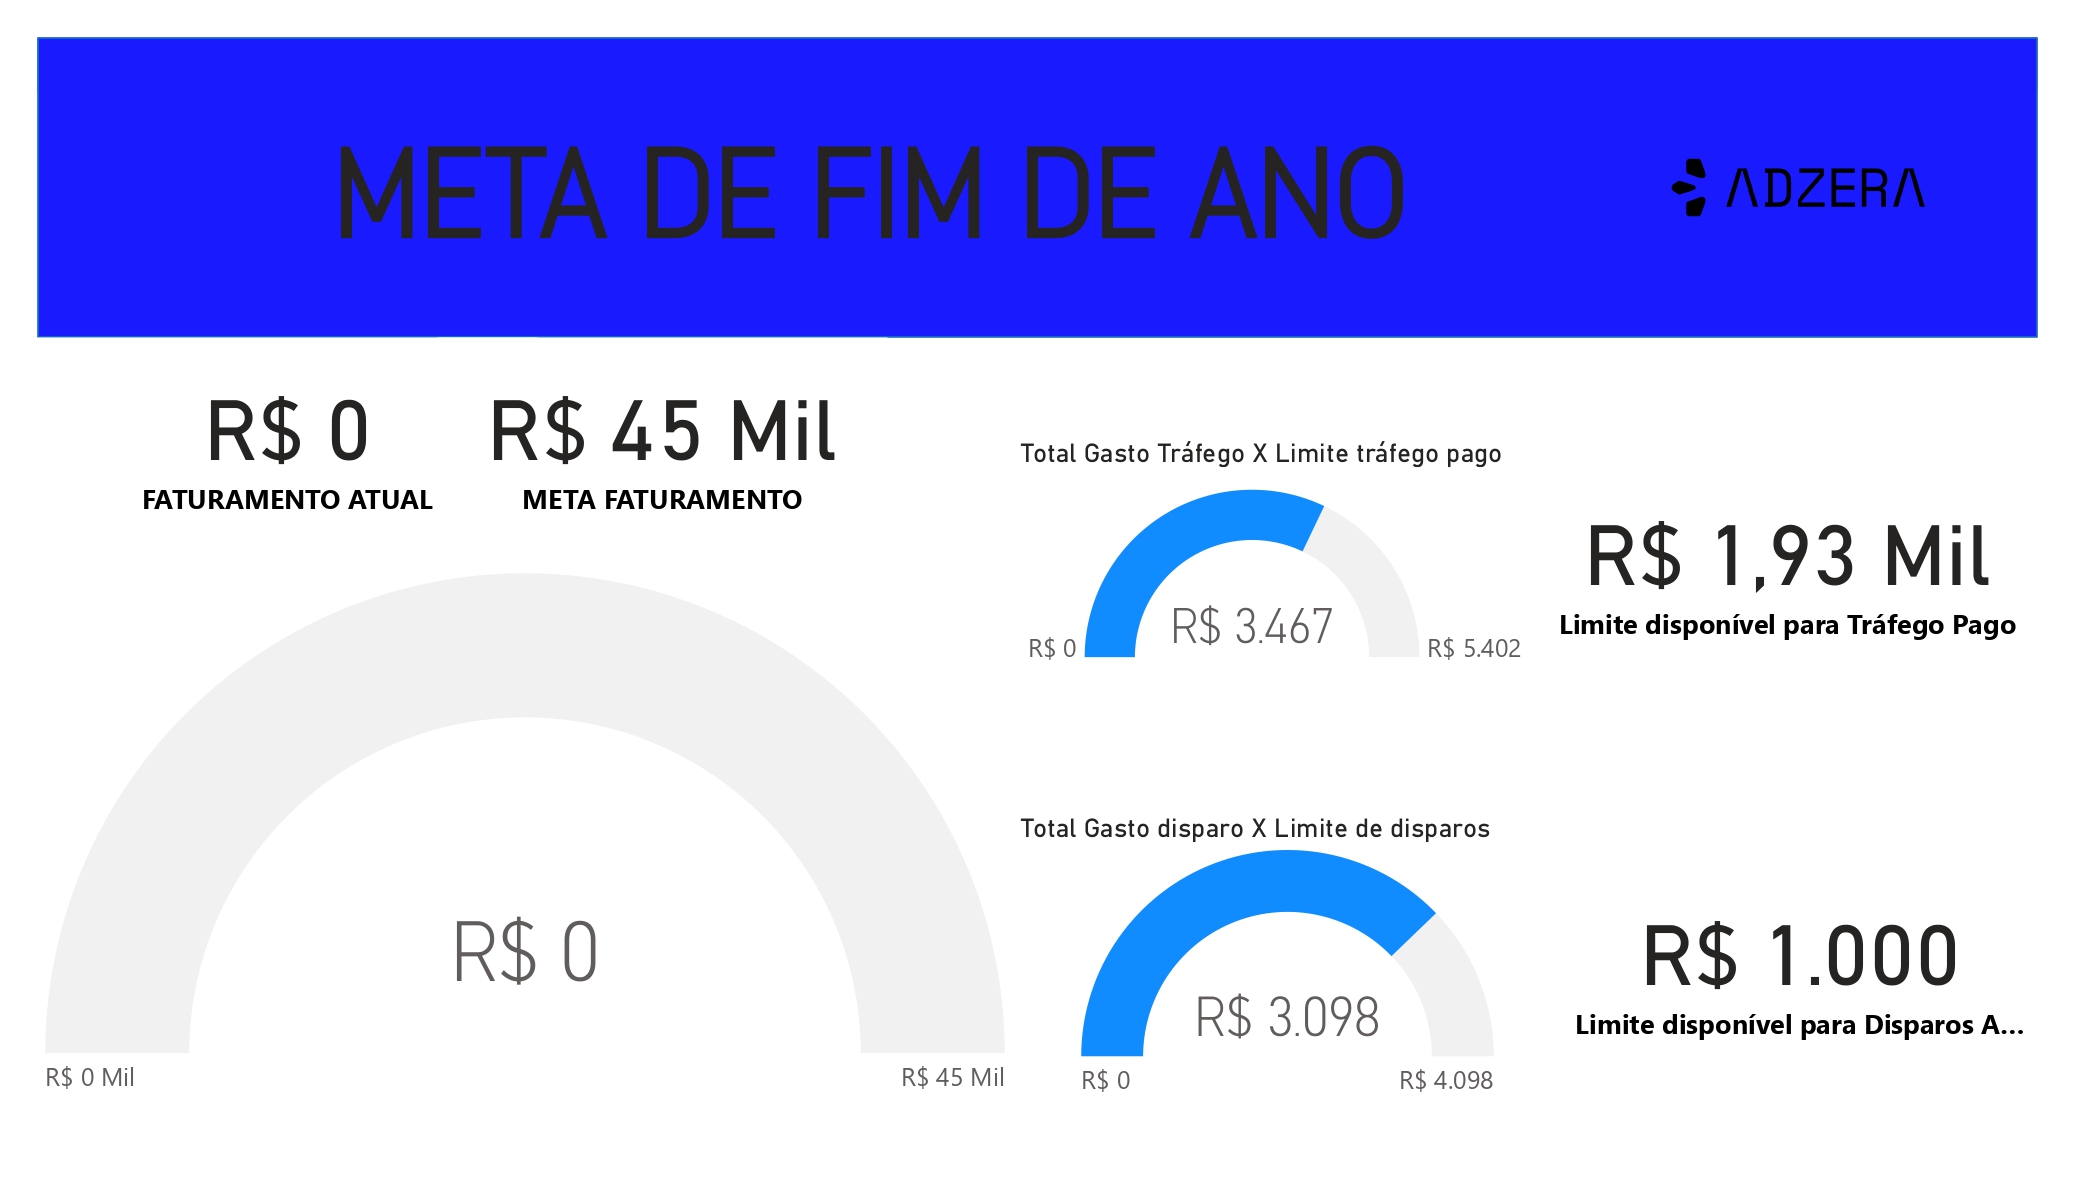 META DE FIM DE ANO
ADZERA
R$ 0
FATURAMENTO ATUAL
R$ 45 Mil
META FATURAMENTO
R$ 0
R$ 0 Mil
R$ 45 Mil
Total Gasto Tráfego X Limite tráfego pago
R$ 3.467
R$ 0
R$ 5.402
R$ 1,93 Mil
Limite disponível para Tráfego Pago
Total Gasto disparo X Limite de disparos
R$ 3.098
R$ 0
R$ 4.098
R$ 1.000
Limite disponível para Disparos A...